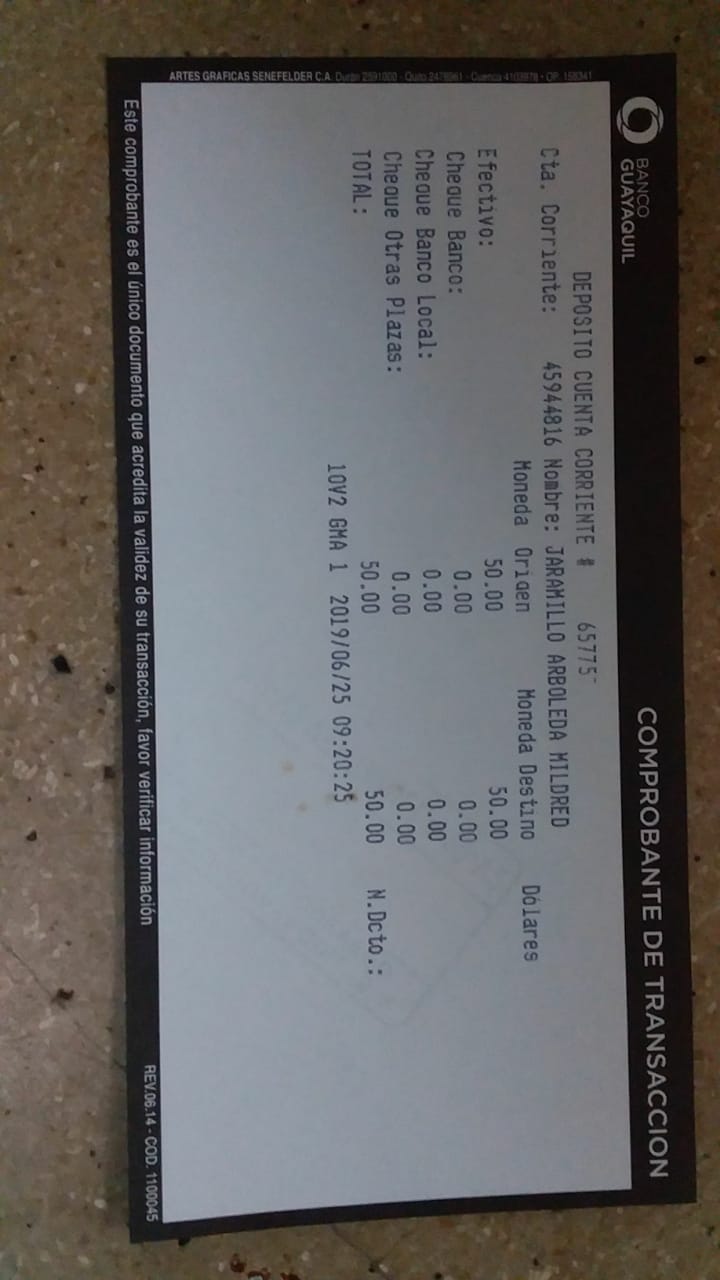 BANCO
GUAYAQUIL
COMPROBANTE DE TRANSACCION
DEPOSITO CUENTA CORRIENTE # 65775
Cta. Corriente: 45944816 Nombre: JARAMILLO ARBOLEDA MILDRED
Moneda Origen Moneda Destino Dólares
Efectivo: 50.00 50.00
Cheque Banco: 0.00 0.00
Cheque Banco Local: 0.00 0.00
Cheque Otras Plazas: 0.00 0.00
TOTAL: 50.00 50.00 N.Dcto.:
10V2 GMA 1 2019/06/25 09:20:25
Este comprobante es el único documento que acredita la validez de su transacción, favor verificar información
REV.06.14 - COD. 1100045
ARTES GRAFICAS SENEFELDER C.A.